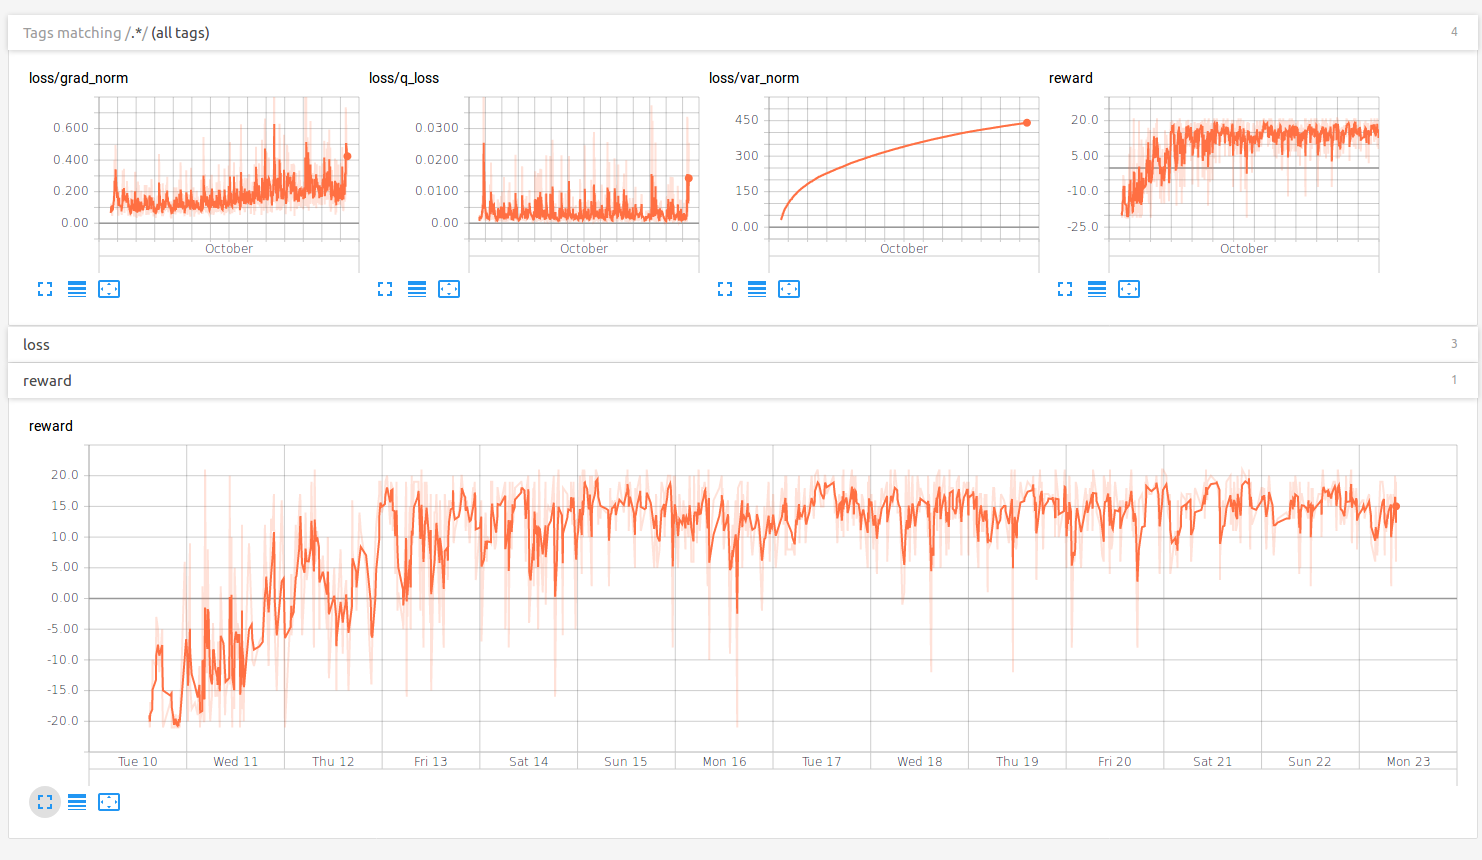 Tags matching /.*/ (all tags) 4
loss/grad_norm loss/q_loss loss/var_norm reward
0.600 0.0300 450 20.0
0.400 0.0200 300 5.00
0.200 0.0100 150 -10.0
0.00 0.00 0.00 -25.0
October October October October
loss 3
reward 1
reward
20.0
15.0
10.0
5.00
0.00
-5.00
-10.0
-15.0
-20.0
Tue 10 Wed 11 Thu 12 Fri 13 Sat 14 Sun 15 Mon 16 Tue 17 Wed 18 Thu 19 Fri 20 Sat 21 Sun 22 Mon 23